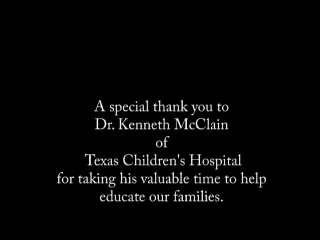 A special thank you to
Dr. Kenneth McClain
of
Texas Children's Hospital
for taking his valuable time to help
educate our families.